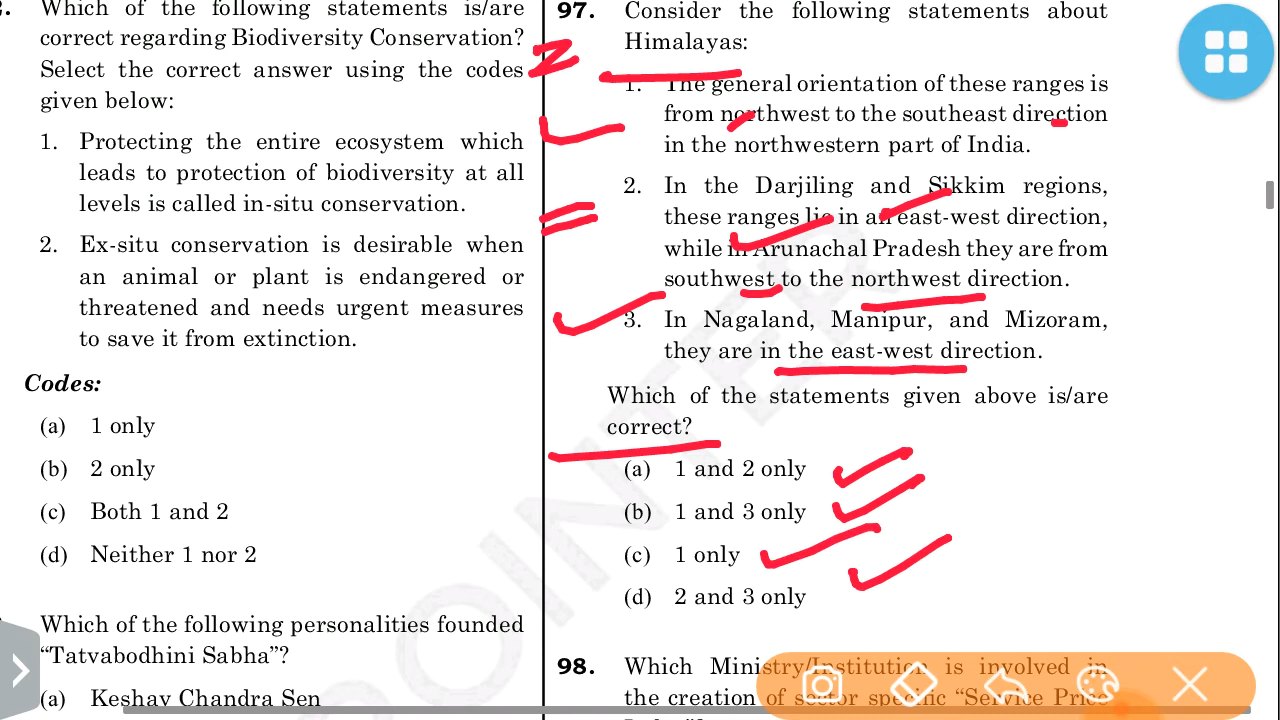 Which of the following statements is/are
correct regarding Biodiversity Conservation?
Select the correct answer using the codes
given below:
1. Protecting the entire ecosystem which
leads to protection of biodiversity at all
levels is called in-situ conservation.
2. Ex-situ conservation is desirable when
an animal or plant is endangered or
threatened and needs urgent measures
to save it from extinction.
Codes:
(a) 1 only
(b) 2 only
(c) Both 1 and 2
(d) Neither 1 nor 2
Which of the following personalities founded
“Tatvabodhini Sabha”?
(a) Keshav Chandra Sen
97. Consider the following statements about
Himalayas:
1. The general orientation of these ranges is
from northwest to the southeast direction
in the northwestern part of India.
2. In the Darjiling and Sikkim regions,
these ranges lie in an east-west direction,
while in Arunachal Pradesh they are from
southwest to the northwest direction.
3. In Nagaland, Manipur, and Mizoram,
they are in the east-west direction.
Which of the statements given above is/are
correct?
(a) 1 and 2 only
(b) 1 and 3 only
(c) 1 only
(d) 2 and 3 only
98. Which Ministry/Institution is involved in
the creation of sector specific “Service Price